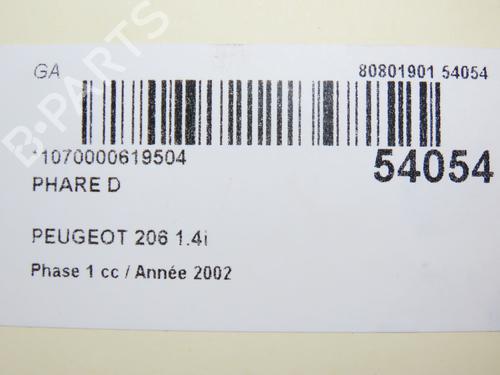 GA
80801901 54054
*1070000619504
54054
PHARE D
PEUGEOT 206 1.4i
Phase 1 cc / Année 2002
B-PARTS